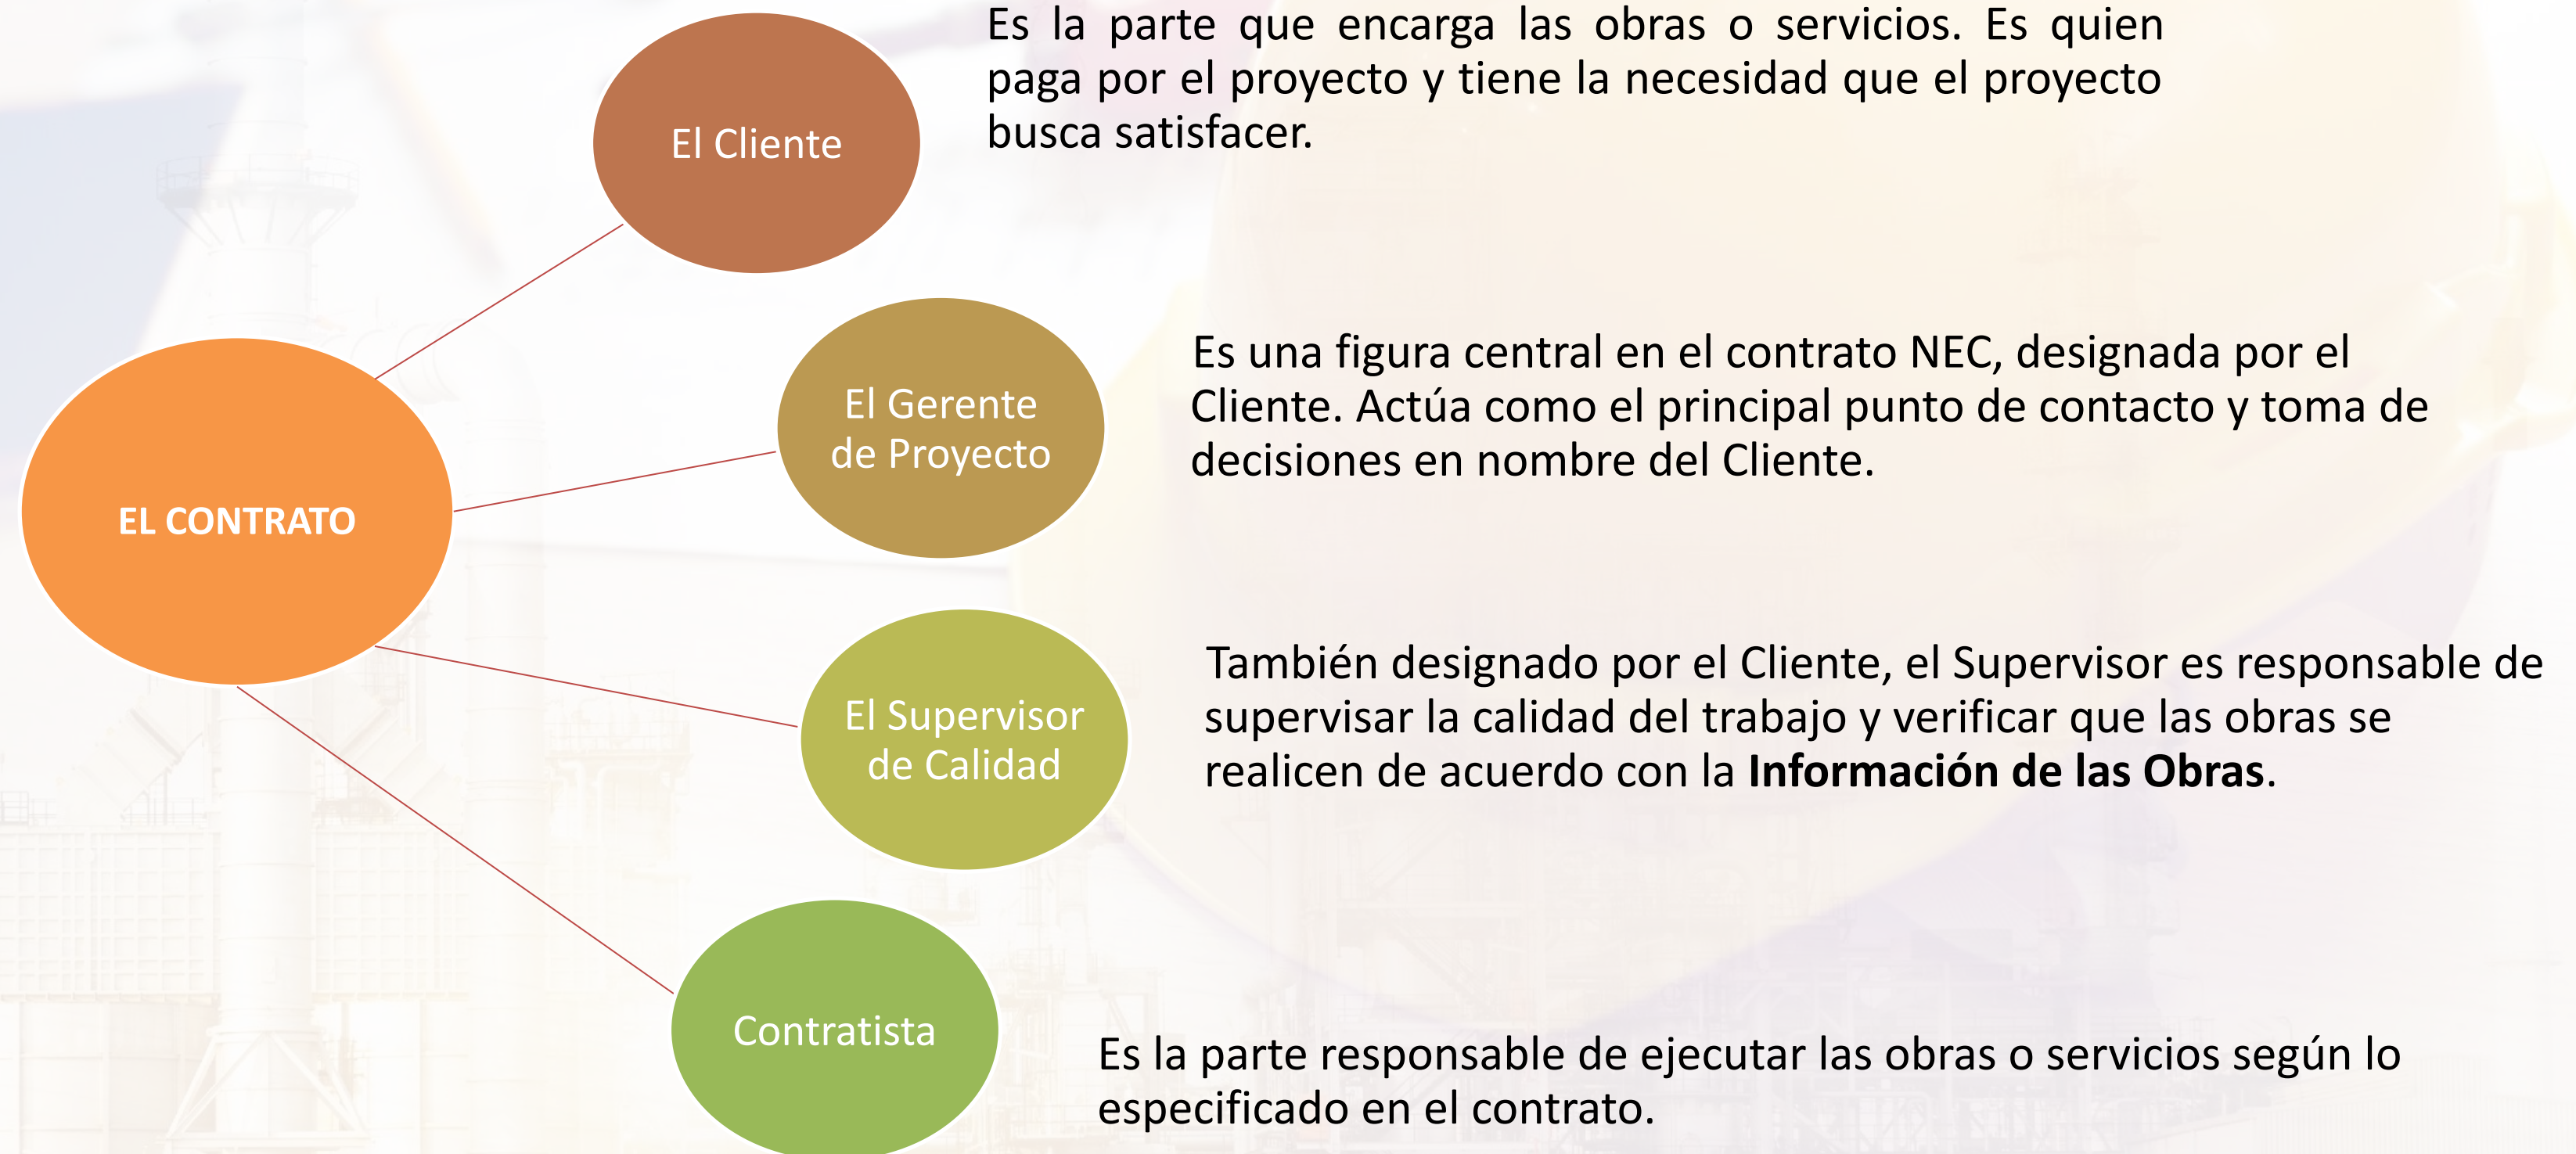 El Cliente
Es la parte que encarga las obras o servicios. Es quien
paga por el proyecto y tiene la necesidad que el proyecto
busca satisfacer.
EL CONTRATO
El Gerente
de Proyecto
Es una figura central en el contrato NEC, designada por el
Cliente. Actúa como el principal punto de contacto y toma de
decisiones en nombre del Cliente.
El Supervisor
de Calidad
También designado por el Cliente, el Supervisor es responsable de
supervisar la calidad del trabajo y verificar que las obras se
realicen de acuerdo con la Información de las Obras.
Contratista
Es la parte responsable de ejecutar las obras o servicios según lo
especificado en el contrato.